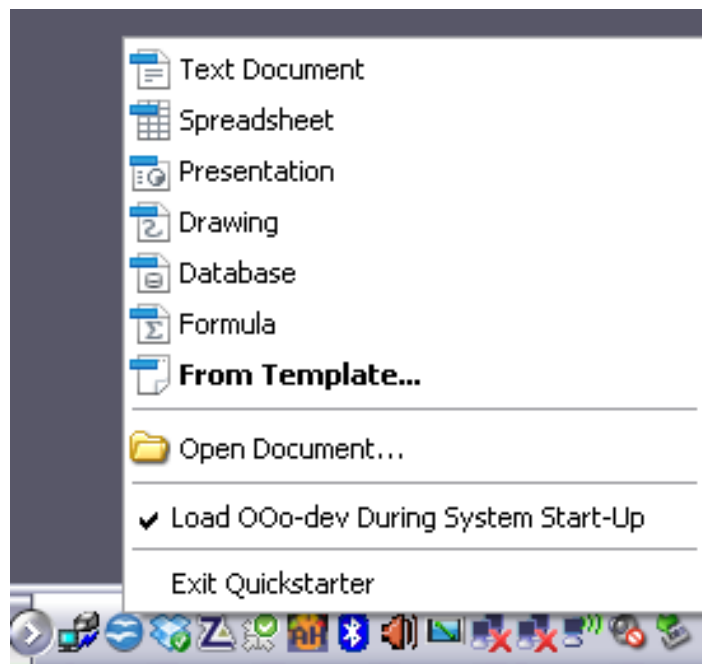 Text Document
Spreadsheet
Presentation
Drawing
Database
Formula
From Template...
Open Document...
Load OOo-dev During System Start-Up
Exit Quickstarter
AH